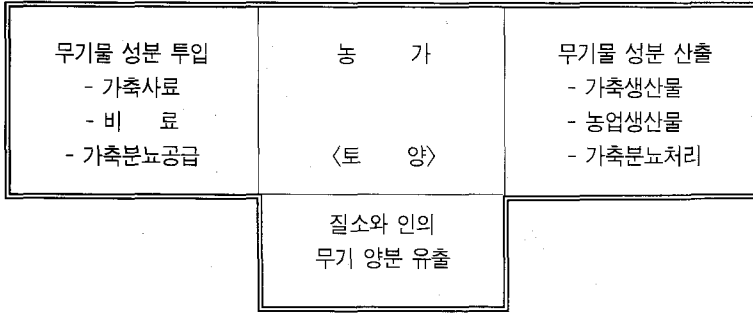 무기물 성분 투입
- 가축사료
- 비 료
- 가축분뇨공급
농 가
〈토 양〉
무기물 성분 산출
- 가축생산물
- 농업생산물
- 가축분뇨처리
질소와 인의
무기 양분 유출